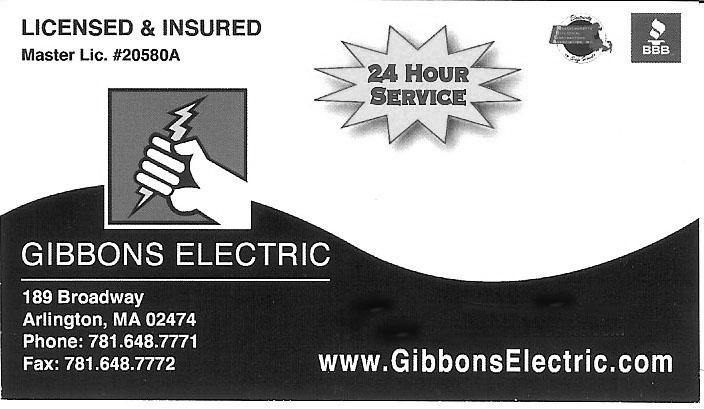 LICENSED & INSURED
Master Lic. #20580A
24 HOUR
SERVICE
BBB
GIBBONS ELECTRIC
189 Broadway
Arlington, MA 02474
Phone: 781.648.7771
Fax: 781.648.7772
www.GibbonsElectric.com